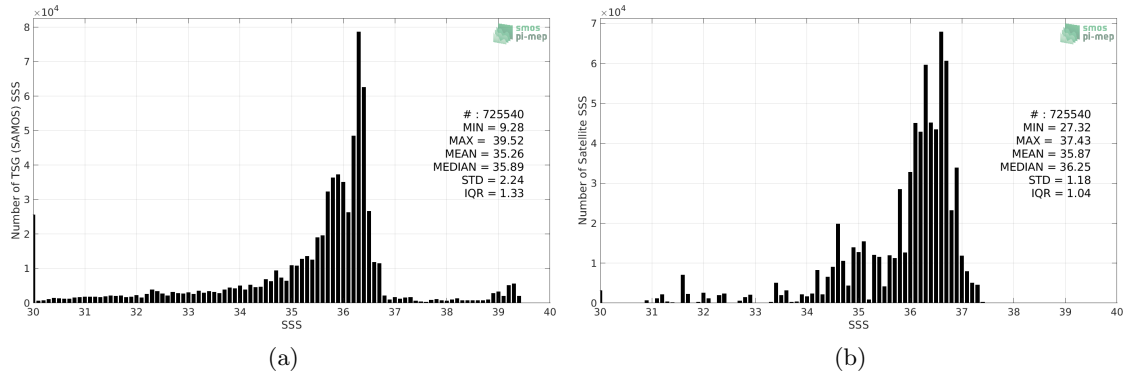 ×10^4
8
7
6
5
4
3
2
1
0
30 31 32 33 34 35 36 37 38 39 40
SSS
Number of TSG (SAMOS) SSS
smos
pi-mep
# : 725540
MIN = 9.28
MAX = 39.52
MEAN = 35.26
MEDIAN = 35.89
STD = 2.24
IQR = 1.33
(a)
×10^4
7
6
5
4
3
2
1
0
30 31 32 33 34 35 36 37 38 39 40
SSS
Number of Satellite SSS
smos
pi-mep
# : 725540
MIN = 27.32
MAX = 37.43
MEAN = 35.87
MEDIAN = 36.25
STD = 1.18
IQR = 1.04
(b)